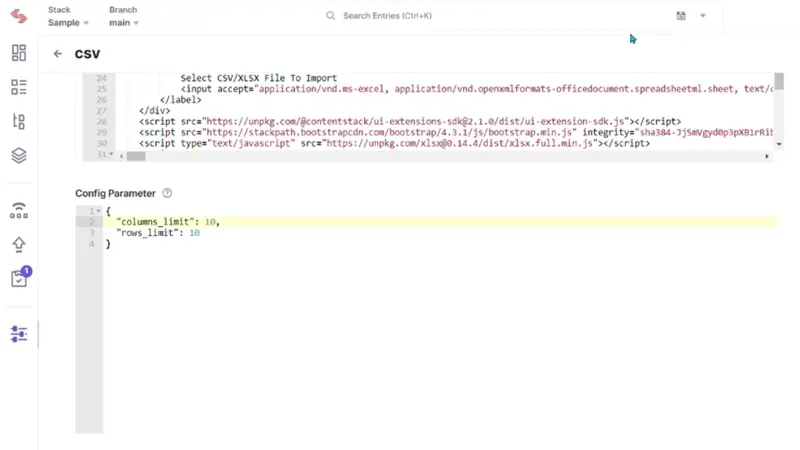 Stack
Branch
Sample
main
Search Entries (Ctrl+K)
CSV
24 Select CSV/XLSX File To Import
25 <input accept="application/vnd.ms-excel, application/vnd.openxmlformats-officedocument.spreadsheetml.sheet, text/c
26 </label>
27 </div>
28 <script src="https://unpkg.com/@contentstack/ui-extensions-sdk@2.1.0/dist/ui-extension-sdk.js"></script>
29 <script src="https://stackpath.bootstrapcdn.com/bootstrap/4.3.1/js/bootstrap.min.js" integrity="sha384-JjSmVgyd0p3pXB1rRib
30 <script type="text/javascript" src="https://unpkg.com/xlsx@0.14.4/dist/xlsx.full.min.js"></script>
31
Config Parameter
1 {
2 "columns_limit": 10,
3 "rows_limit": 10
4 }
1